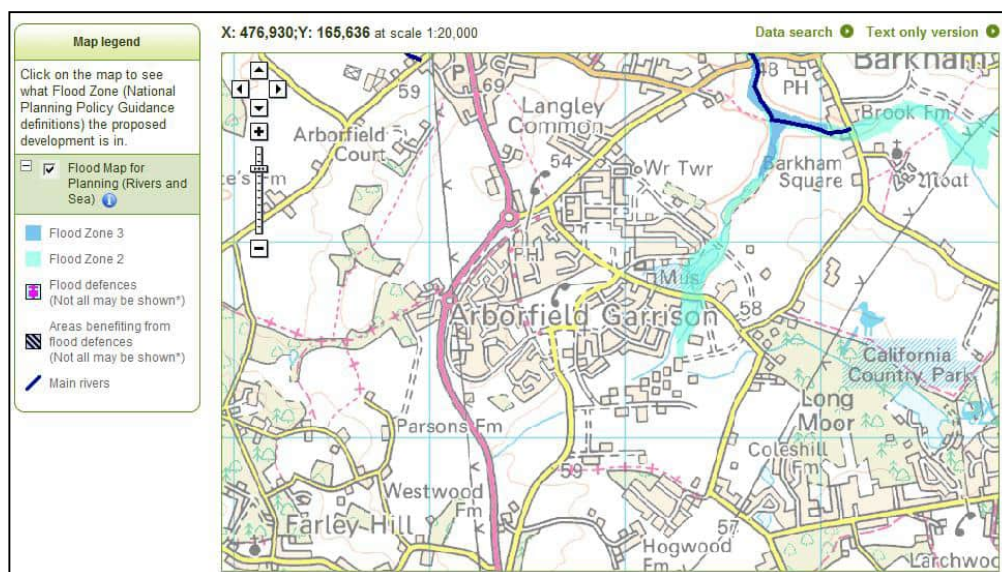 Map legend
Click on the map to see
what Flood Zone (National
Planning Policy Guidance
definitions) the proposed
development is in.
Flood Map for
Planning (Rivers and
Sea)
Flood Zone 3
Flood Zone 2
Flood defences
(Not all may be shown*)
Areas benefiting from
flood defences
(Not all may be shown*)
Main rivers
X: 476,930;Y: 165,636 at scale 1:20,000
Data search
Text only version
Barkham
P
59
69
48
PH
Langley
Common
Brook Fm
Arborfield
Court
54
Wr Twr
Barkham
Square
Moat
e's Fm
PH
Mus
58
Arborfield Garrison
California
Country Park
Long
Moor
Parsons Fm
Coleshill
Fm
59
Westwood
Fm
57
Farley Hill
Hogwood
Fm
Larchwoo